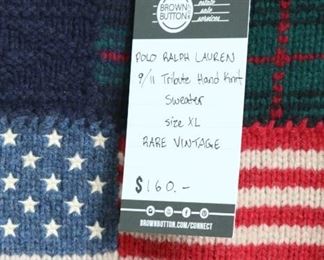 BROWN
BUTTON
estate
sale
services
POLO RALPH LAUREN
9/11 Tribute Hand Knit
Sweater
Size XL
RARE VINTAGE
$160.-
BROWNBUTTON.COM/CONNECT